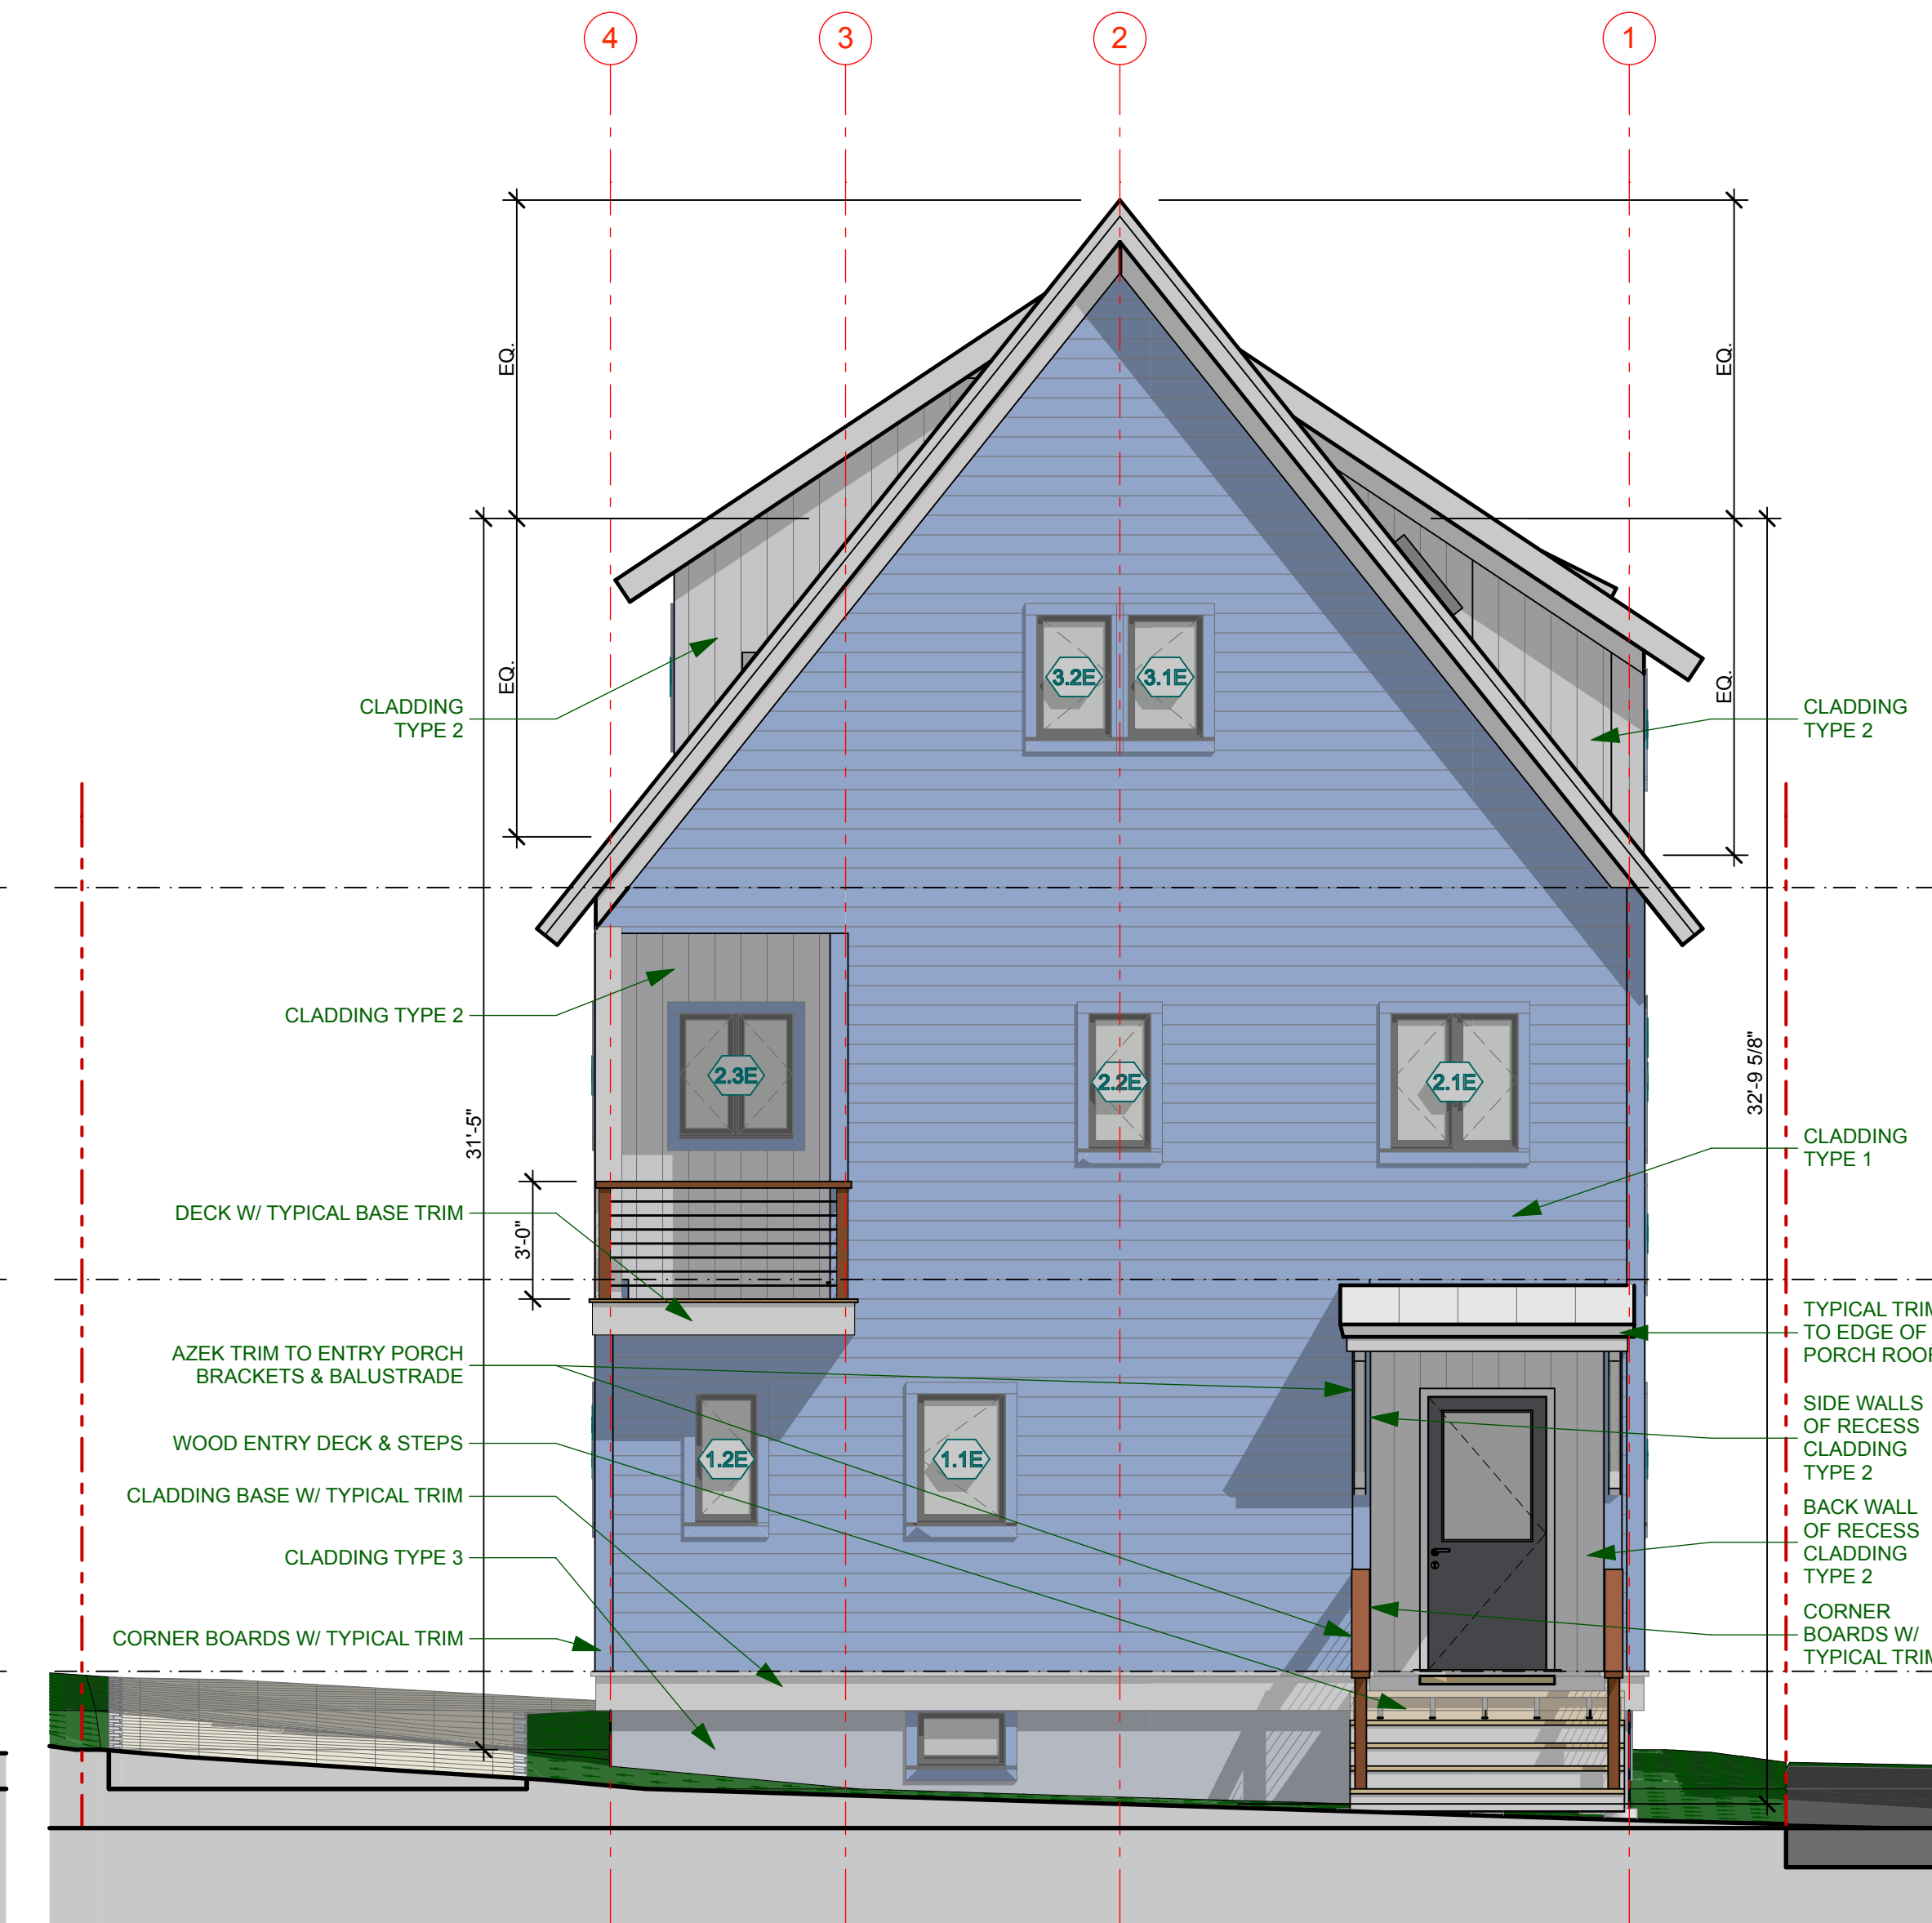 4
3
2
1
EQ.
EQ.
EQ.
EQ.
3.2E
3.1E
CLADDING
TYPE 2
CLADDING
TYPE 2
CLADDING TYPE 2
2.3E
2.2E
2.1E
31'-5"
32'-9 5/8"
3'-0"
CLADDING
TYPE 1
DECK W/ TYPICAL BASE TRIM
AZEK TRIM TO ENTRY PORCH
BRACKETS & BALUSTRADE
WOOD ENTRY DECK & STEPS
CLADDING BASE W/ TYPICAL TRIM
CLADDING TYPE 3
CORNER BOARDS W/ TYPICAL TRIM
1.2E
1.1E
TYPICAL TRIM
TO EDGE OF
PORCH ROOF
SIDE WALLS
OF RECESS
CLADDING
TYPE 2
BACK WALL
OF RECESS
CLADDING
TYPE 2
CORNER
BOARDS W/
TYPICAL TRIM